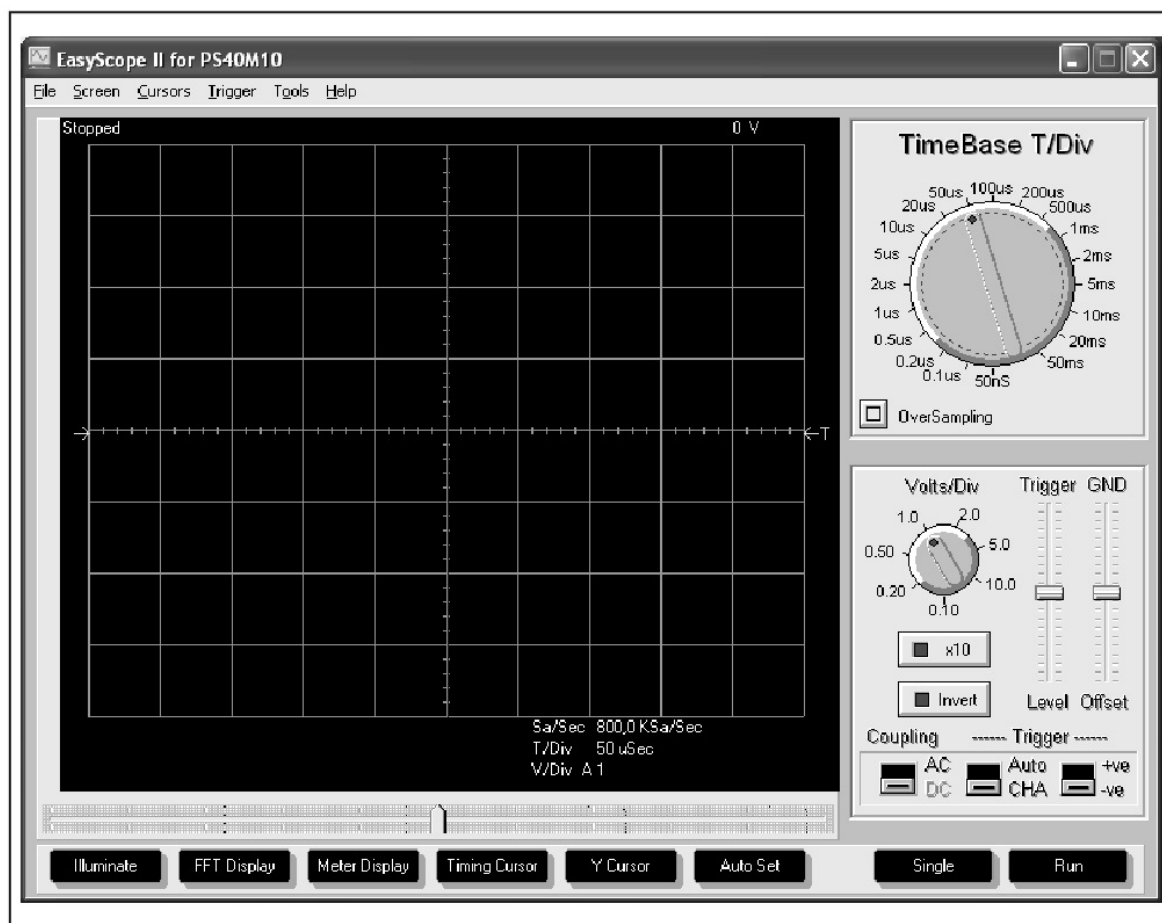 EasyScope II for PS40M10
File Screen Cursors Trigger Tools Help
Stopped 0 V
T
Sa/Sec 800,0 KSa/Sec
T/Div 50 uSec
V/Div A 1
TimeBase T/Div
50us 100us 200us
20us 500us
10us 1ms
5us 2ms
2us 5ms
1us 10ms
0.5us 20ms
0.2us 50ms
0.1us 50nS
OverSampling
Volts/Div Trigger GND
1.0 2.0
0.50 5.0
0.20 10.0
0.10
x10
Invert Level Offset
Coupling ------ Trigger ------
AC Auto +ve
DC CHA -ve
Illuminate FFT Display Meter Display Timing Cursor Y Cursor Auto Set Single Run